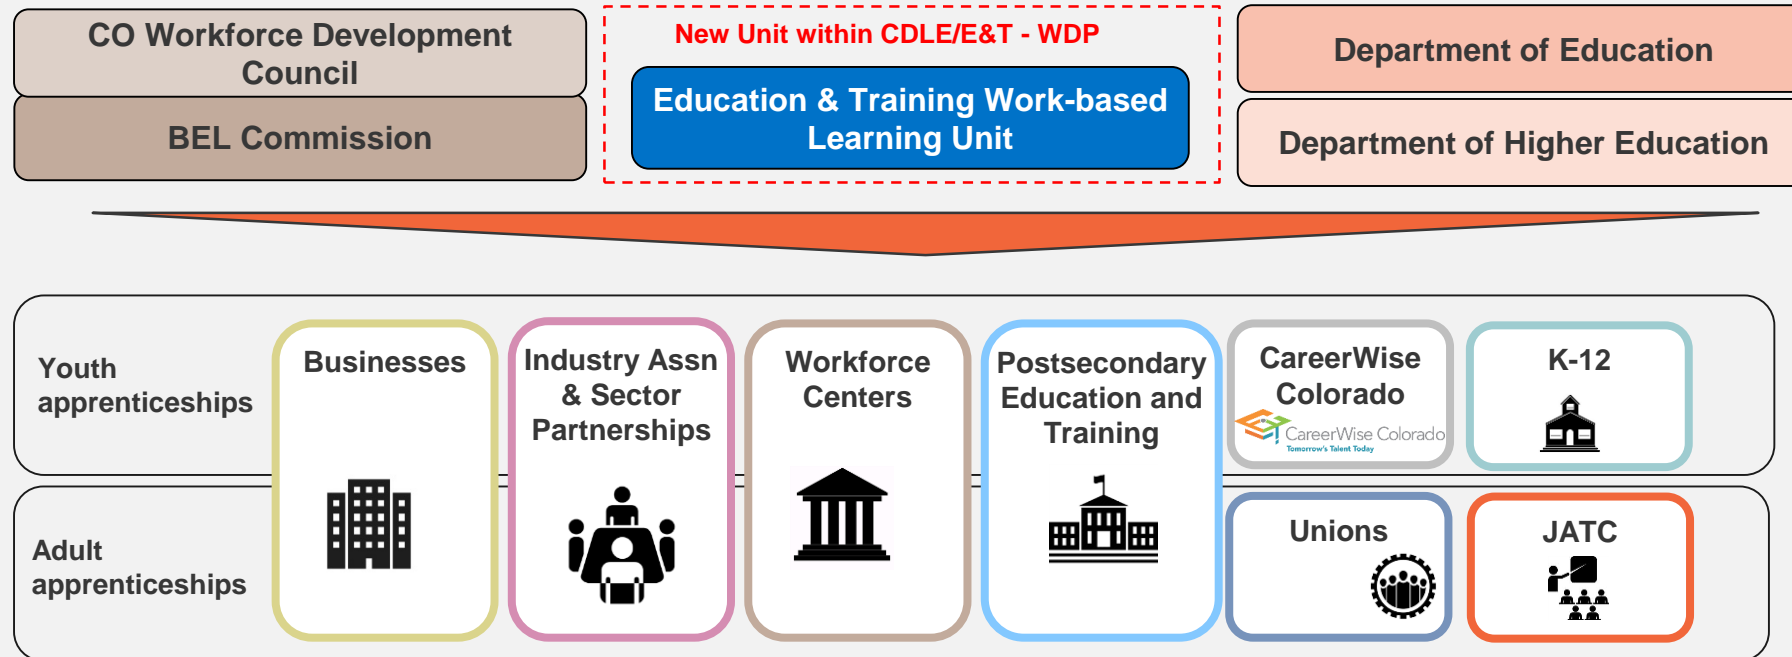 CO Workforce Development
Council
BEL Commission
New Unit within CDLE/E&T - WDP
Education & Training Work-based
Learning Unit
Department of Education
Department of Higher Education
Youth
apprenticeships
Businesses
Industry Assn
& Sector
Partnerships
Workforce
Centers
Postsecondary
Education and
Training
CareerWise
Colorado
CareerWise Colorado
Tomorrow's Talent Today
K-12
Adult
apprenticeships
Unions
JATC